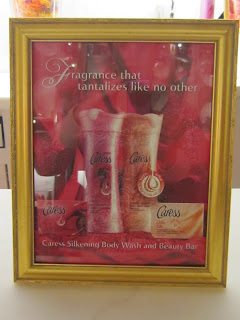 Fragrance that
tantalizes like no other
Caress
Caress
Caress
Caress
Caress Silkening Body Wash and Beauty Bar